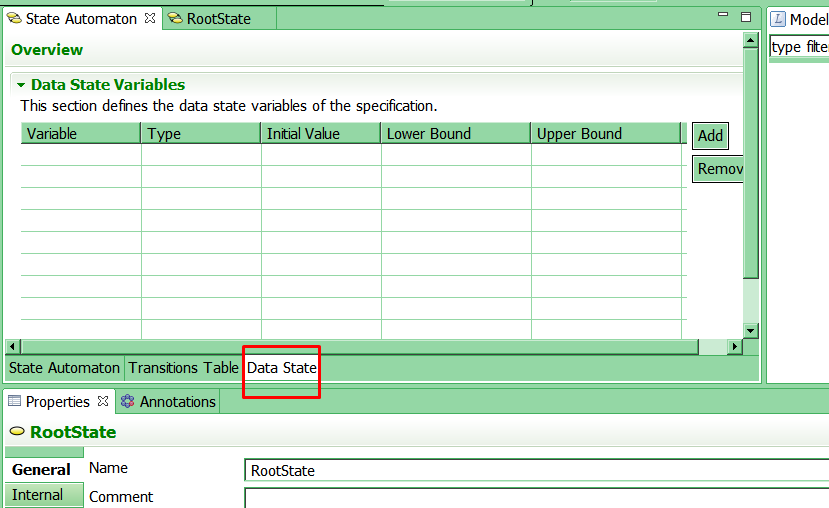 State Automaton
RootState
Model
type filte
Overview
Data State Variables
This section defines the data state variables of the specification.
Variable Type Initial Value Lower Bound Upper Bound
Add
Remov
State Automaton Transitions Table Data State
Properties Annotations
RootState
General
Internal
Name RootState
Comment